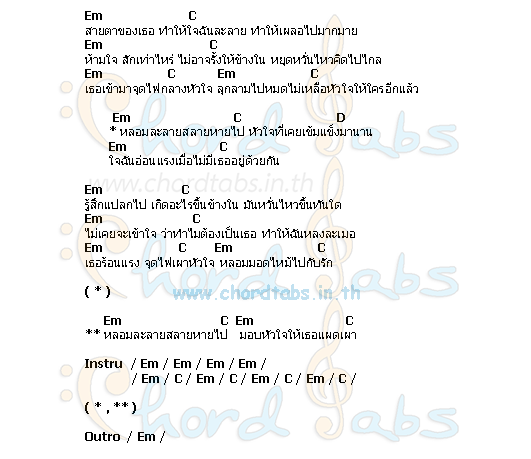 Em C
สายตาของเธอ ทำให้ใจฉันละลาย ทำให้เผลอไปมากมาย
Em C
ห้ามใจ สักเท่าไหร่ ไม่อาจรั้งให้ข้างใน หยุดหวั่นไหวคิดไปไกล
Em C Em C
เธอเข้ามาจุดไฟกลางหัวใจ ลุกลามไปหมดไม่เหลือหัวใจให้ใครอีกแล้ว
Em C D
* หลอมละลายสลายหายไป หัวใจที่เคยเข้มแข็งมานาน
Em C
ใจฉันอ่อนแรงเมื่อไม่มีเธออยู่ด้วยกัน
www.chordtabs.in.th
Em C
รู้สึกแปลกไป เกิดอะไรขึ้นข้างใน มันหวั่นไหวขึ้นทันใด
Em C
ไม่เคยจะเข้าใจ ว่าทำไมต้องเป็นเธอ ทำให้ฉันหลงละเมอ
Em C Em C
เธอร้อนแรง จุดไฟเผาหัวใจ หลอมมอดไหม้ไปกับรัก
( * ) www.chordtabs.in.th
Em C Em C
** หลอมละลายสลายหายไป มอบหัวใจให้เธอแผดเผา
Instru / Em / Em / Em / Em /
/ Em / C / Em / C / Em / C / Em / C /
( * , ** )
Outro / Em /